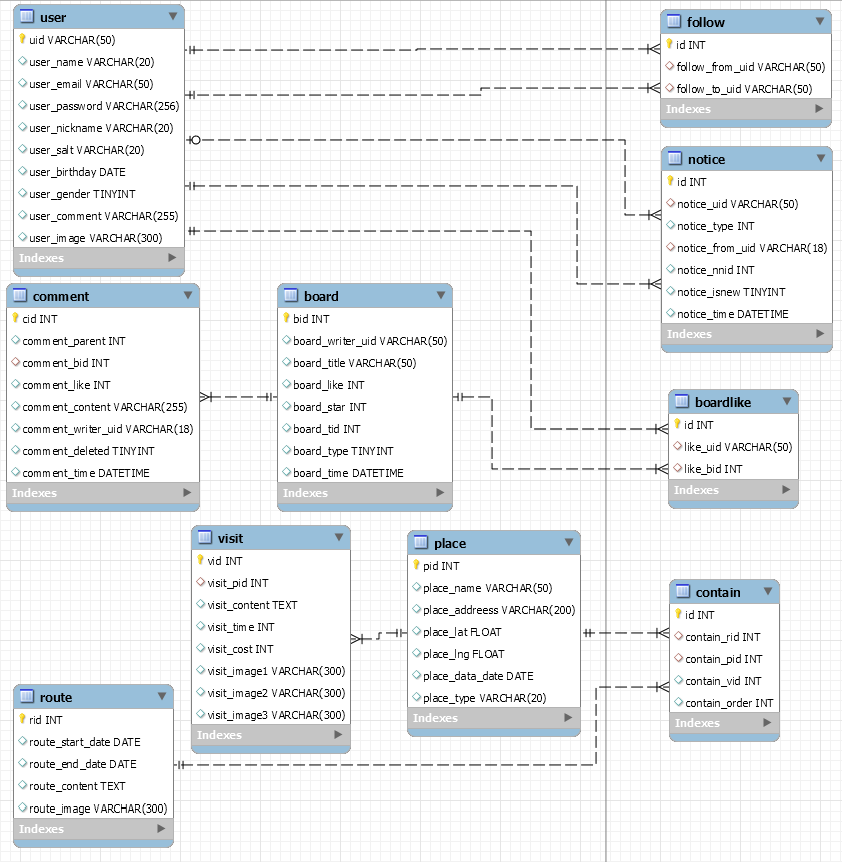 user
uid VARCHAR(50)
user_name VARCHAR(20)
user_email VARCHAR(50)
user_password VARCHAR(256)
user_nickname VARCHAR(20)
user_salt VARCHAR(20)
user_birthday DATE
user_gender TINYINT
user_comment VARCHAR(255)
user_image VARCHAR(300)
Indexes
follow
id INT
follow_from_uid VARCHAR(50)
follow_to_uid VARCHAR(50)
Indexes
notice
id INT
notice_uid VARCHAR(50)
notice_type INT
notice_from_uid VARCHAR(18)
notice_nnid INT
notice_isnew TINYINT
notice_time DATETIME
Indexes
comment
cid INT
comment_parent INT
comment_bid INT
comment_like INT
comment_content VARCHAR(255)
comment_writer_uid VARCHAR(18)
comment_deleted TINYINT
comment_time DATETIME
Indexes
board
bid INT
board_writer_uid VARCHAR(50)
board_title VARCHAR(50)
board_like INT
board_star INT
board_tid INT
board_type TINYINT
board_time DATETIME
Indexes
boardlike
id INT
like_uid VARCHAR(50)
like_bid INT
Indexes
visit
vid INT
visit_pid INT
visit_content TEXT
visit_time INT
visit_cost INT
visit_image1 VARCHAR(300)
visit_image2 VARCHAR(300)
visit_image3 VARCHAR(300)
Indexes
place
pid INT
place_name VARCHAR(50)
place_addreess VARCHAR(200)
place_lat FLOAT
place_lng FLOAT
place_data_date DATE
place_type VARCHAR(20)
Indexes
contain
id INT
contain_rid INT
contain_pid INT
contain_vid INT
contain_order INT
Indexes
route
rid INT
route_start_date DATE
route_end_date DATE
route_content TEXT
route_image VARCHAR(300)
Indexes